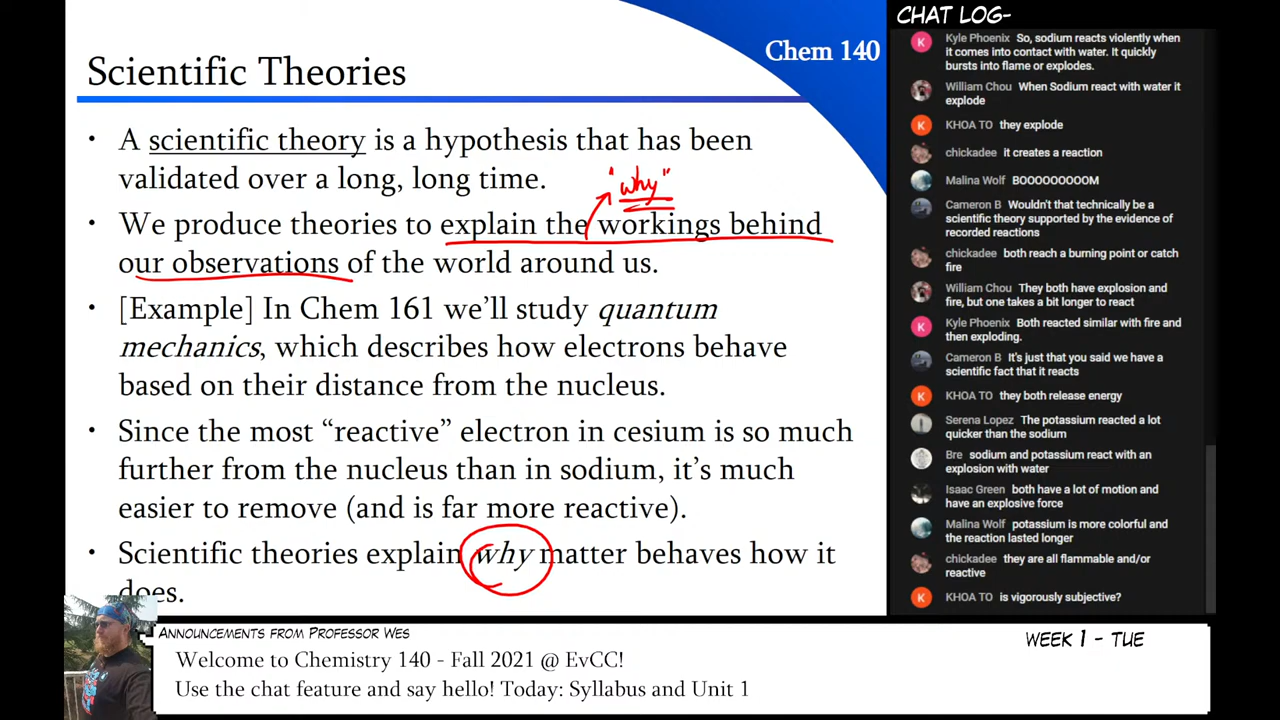 Chem 140
Scientific Theories
• A scientific theory is a hypothesis that has been
validated over a long, long time.
"why"
• We produce theories to explain the workings behind
our observations of the world around us.
• [Example] In Chem 161 we'll study quantum
mechanics, which describes how electrons behave
based on their distance from the nucleus.
• Since the most “reactive” electron in cesium is so much
further from the nucleus than in sodium, it's much
easier to remove (and is far more reactive).
• Scientific theories explain why matter behaves how it
does.
CHAT LOG-
K Kyle Phoenix So, sodium reacts violently when
it comes into contact with water. It quickly
bursts into flame or explodes.
William Chou When Sodium react with water it
explode
K KHOA TO they explode
chickadee it creates a reaction
Malina Wolf BOOOOOOOOM
Cameron B Wouldn't that technically be a
scientific theory supported by the evidence of
recorded reactions
chickadee both reach a burning point or catch
fire
William Chou They both have explosion and
fire, but one takes a bit longer to react
K Kyle Phoenix Both reacted similar with fire and
then exploding.
Cameron B It's just that you said we have a
scientific fact that it reacts
K KHOA TO they both release energy
Serena Lopez The potassium reacted a lot
quicker than the sodium
Bre sodium and potassium react with an
explosion with water
Isaac Green both have a lot of motion and
have an explosive force
Malina Wolf potassium is more colorful and
the reaction lasted longer
chickadee they are all flammable and/or
reactive
K KHOA TO is vigorously subjective?
Announcements from Professor Wes
Welcome to Chemistry 140 - Fall 2021 @ EvCC!
Use the chat feature and say hello! Today: Syllabus and Unit 1
WEEK 1 - TUE